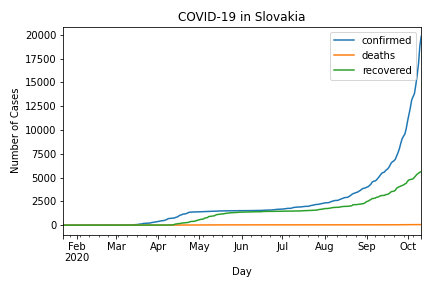 COVID-19 in Slovakia
confirmed
deaths
recovered
Number of Cases
20000
17500
15000
12500
10000
7500
5000
2500
0
Feb Mar Apr May Jun Jul Aug Sep Oct
2020
Day